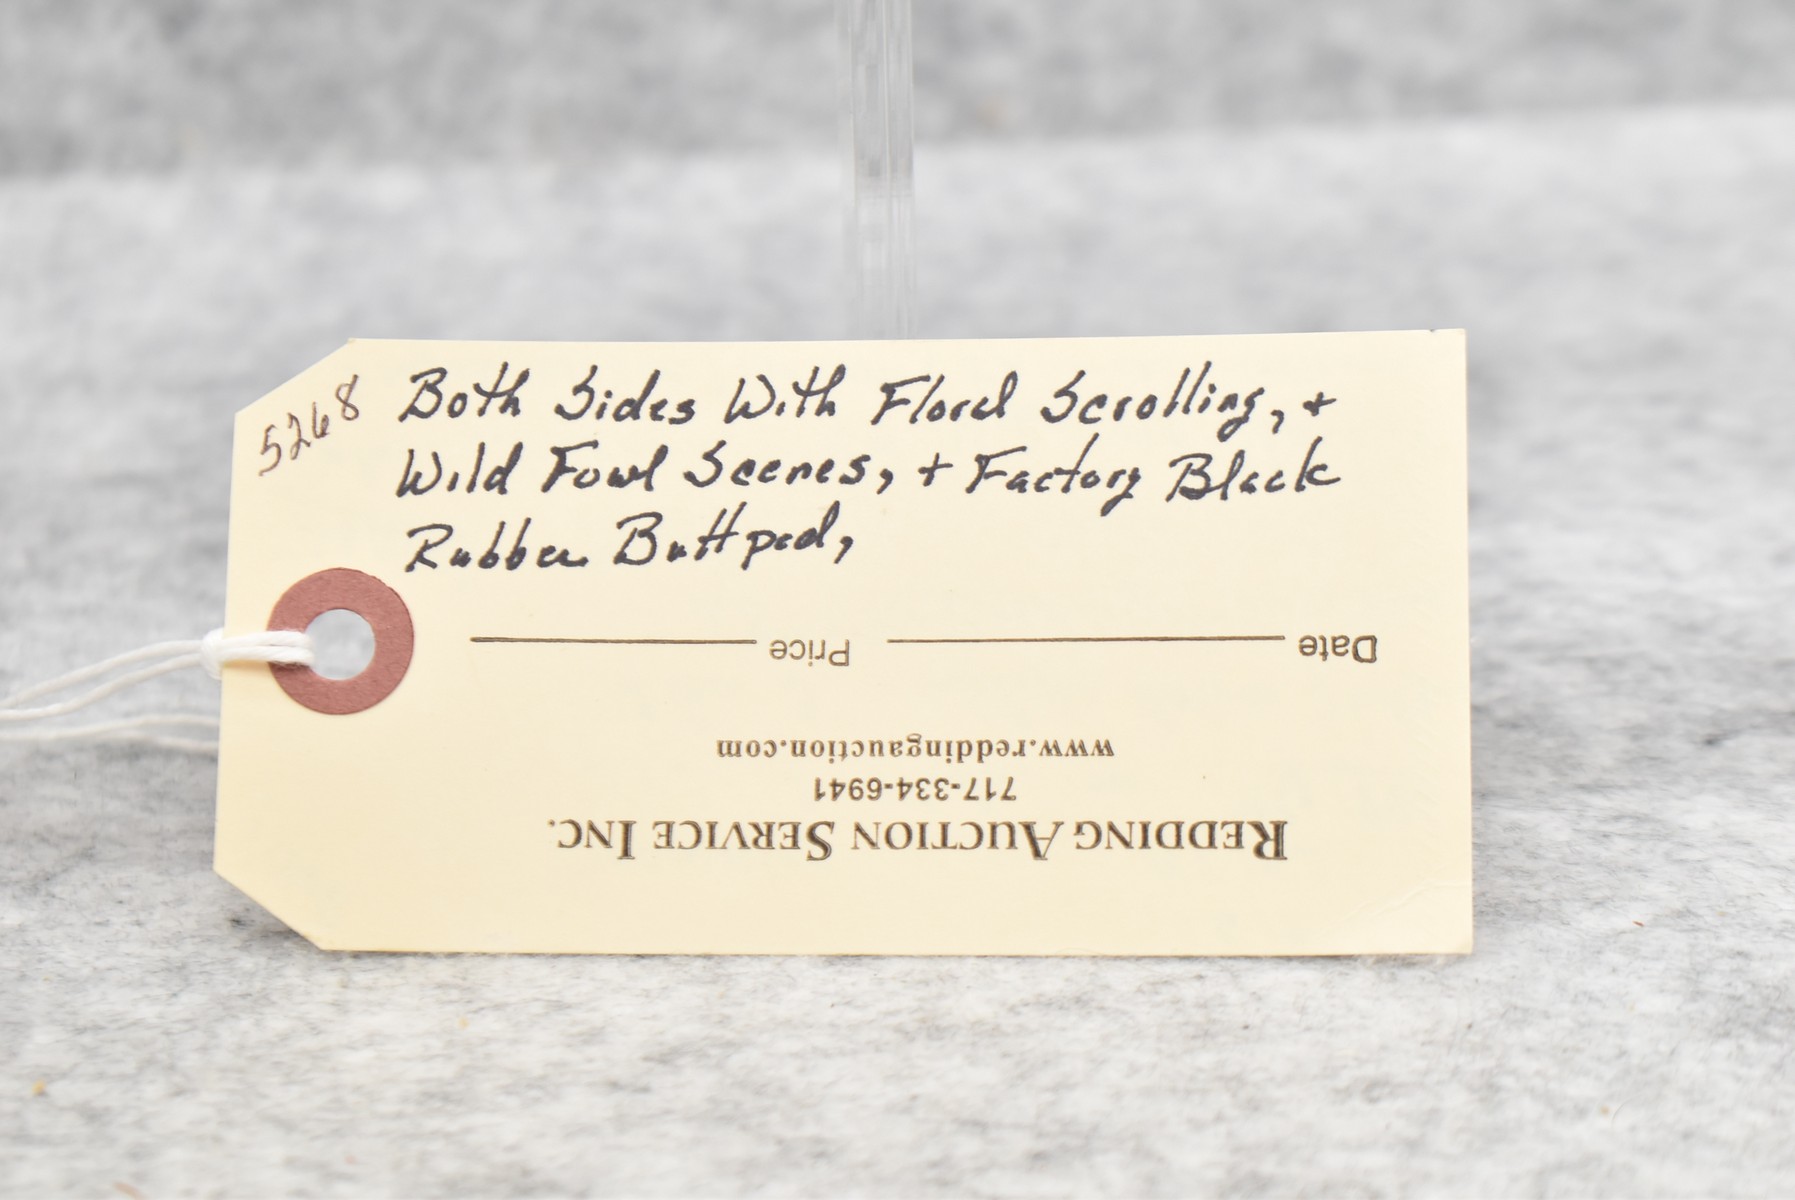 5268
Both Sides With Floral Scrolling, +
Wild Fowl Scenes, + Factory Black
Rubber Buttpad,
Date Price
www.reddingauction.com
717-334-6941
REDDING AUCTION SERVICE INC.